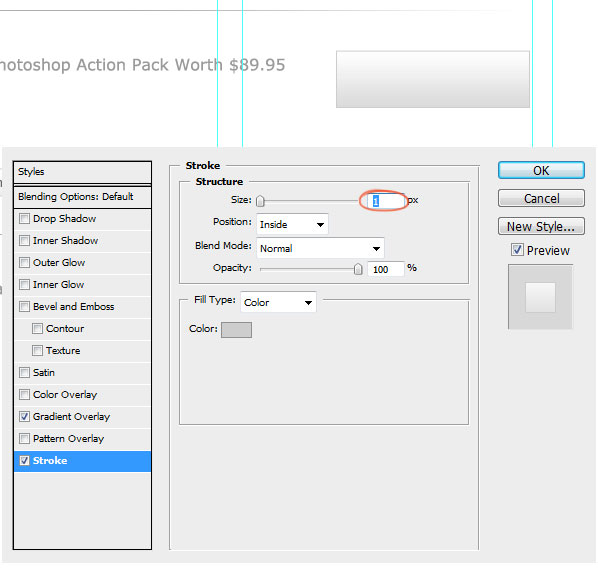 hotoshop Action Pack Worth $89.95
Styles
Blending Options: Default
Drop Shadow
Inner Shadow
Outer Glow
Inner Glow
Bevel and Emboss
Contour
Texture
Satin
Color Overlay
Gradient Overlay
Pattern Overlay
Stroke
Stroke
Structure
Size: 1 px
Position: Inside
Blend Mode: Normal
Opacity: 100 %
Fill Type: Color
Color:
OK
Cancel
New Style...
Preview